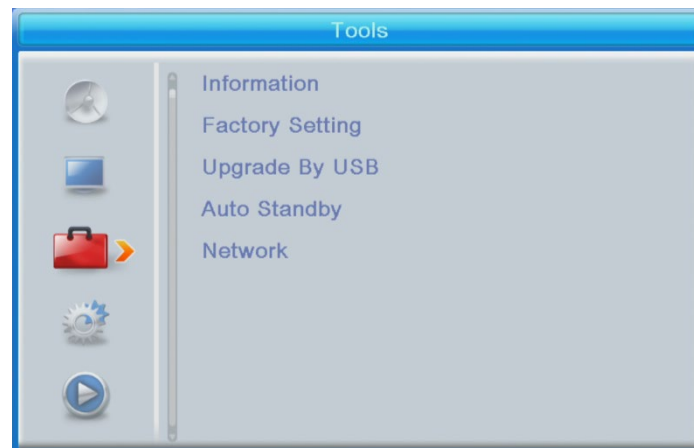 Tools
Information
Factory Setting
Upgrade By USB
Auto Standby
Network